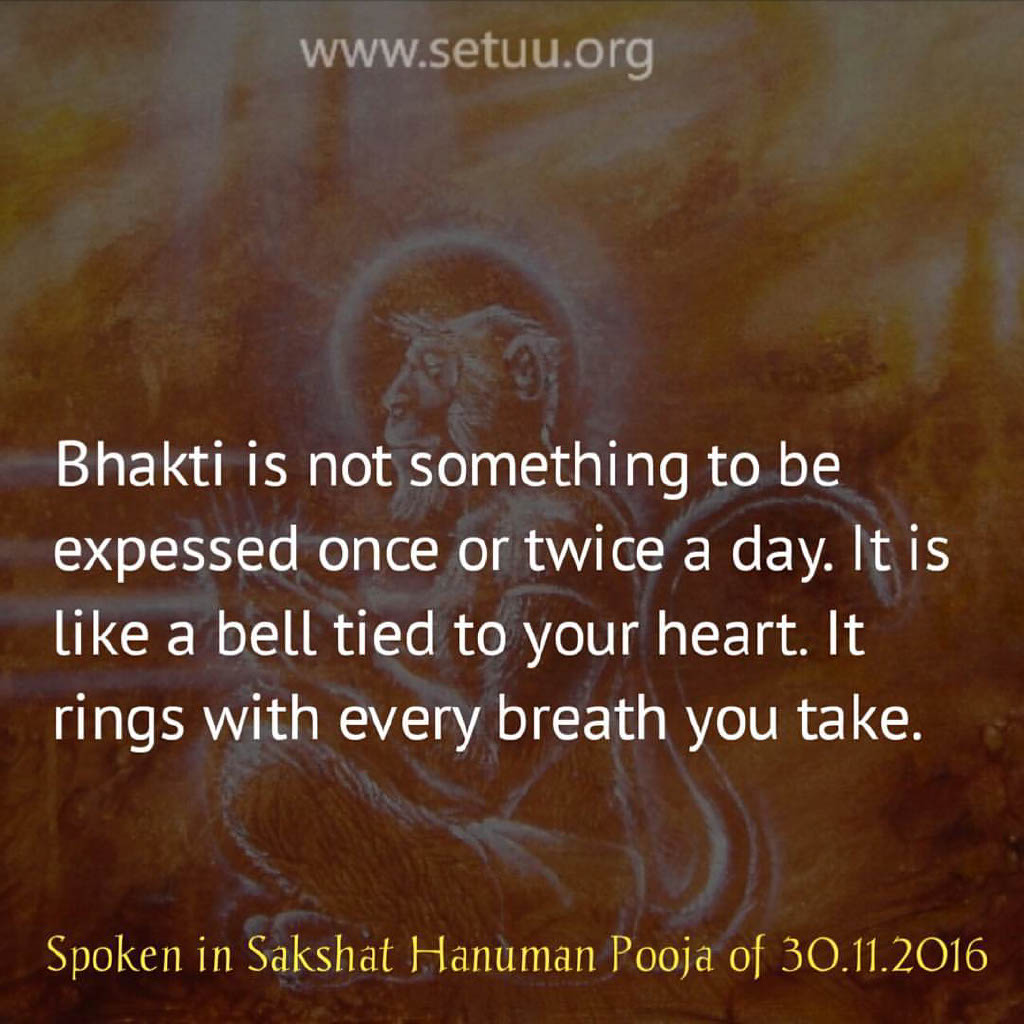 www.setuu.org
Bhakti is not something to be
expessed once or twice a day. It is
like a bell tied to your heart. It
rings with every breath you take.
Spoken in Sakshat Hanuman Pooja of 30.11.2016